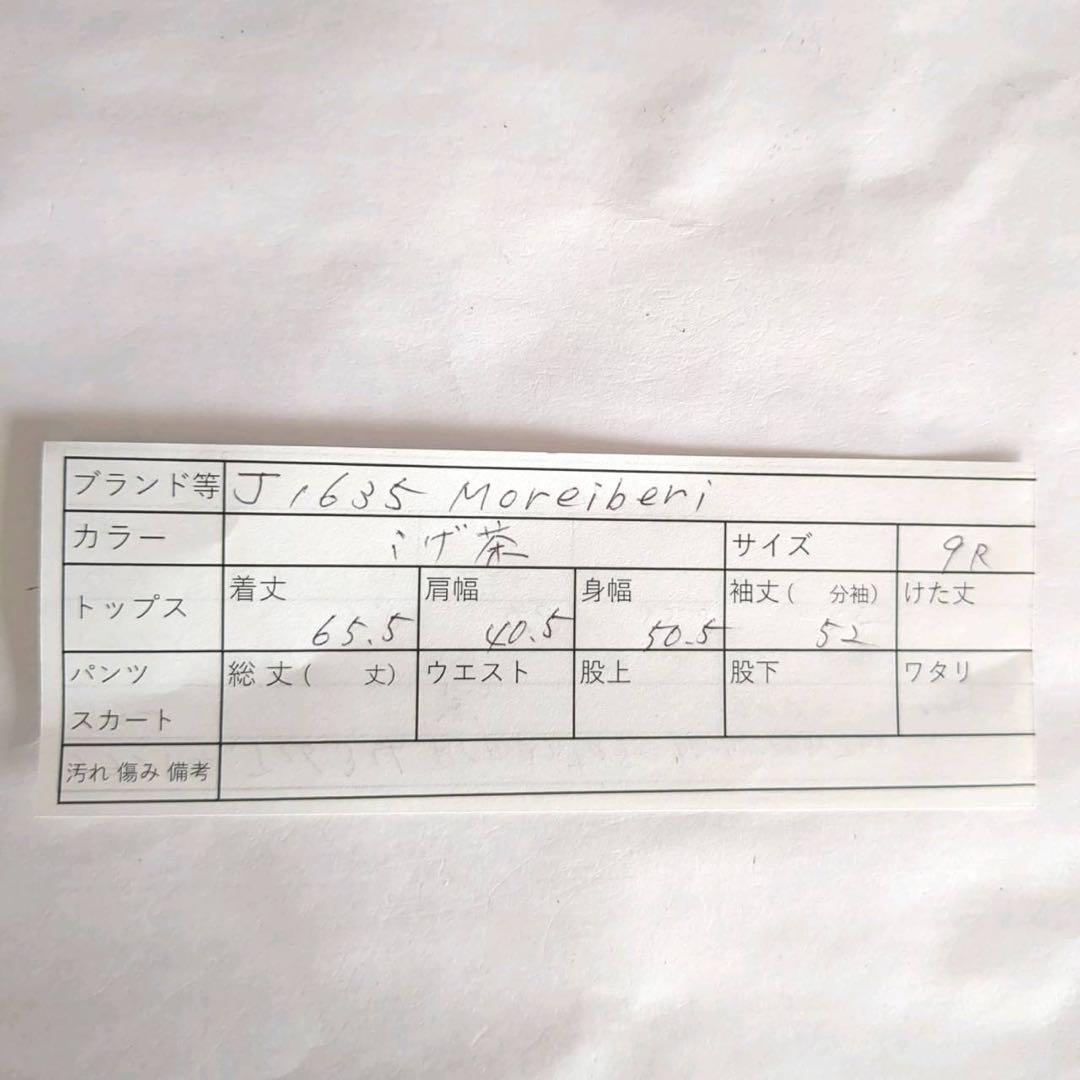 ブランド等 J1635 Moreiberi
カラー こげ茶 サイズ 9R
トップス 着丈 65.5 肩幅 40.5 身幅 50.5 袖丈( 分袖) 52 けた丈
パンツ スカート 総丈( 丈) ウエスト 股上 股下 ワタリ
汚れ 傷み 備考